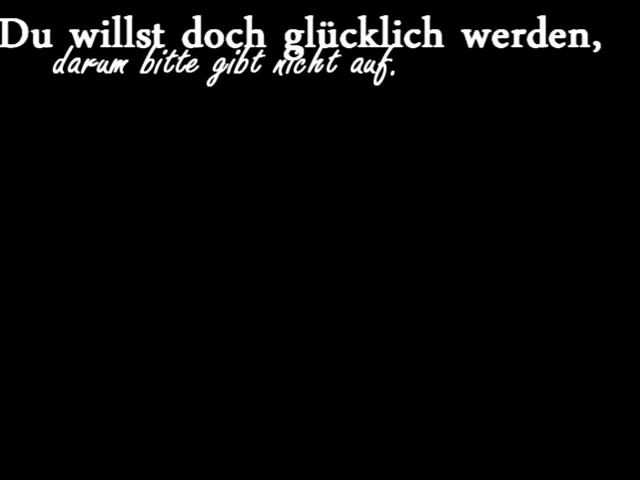 Du willst doch glücklich werden,
darum bitte gibt nicht auf.